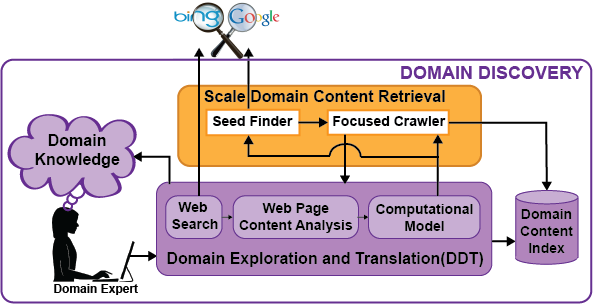 bing Google
DOMAIN DISCOVERY
Scale Domain Content Retrieval
Seed Finder
Focused Crawler
Domain
Knowledge
Web
Search
Web Page
Content Analysis
Computational
Model
Domain
Content
Index
Domain Exploration and Translation(DDT)
Domain Expert